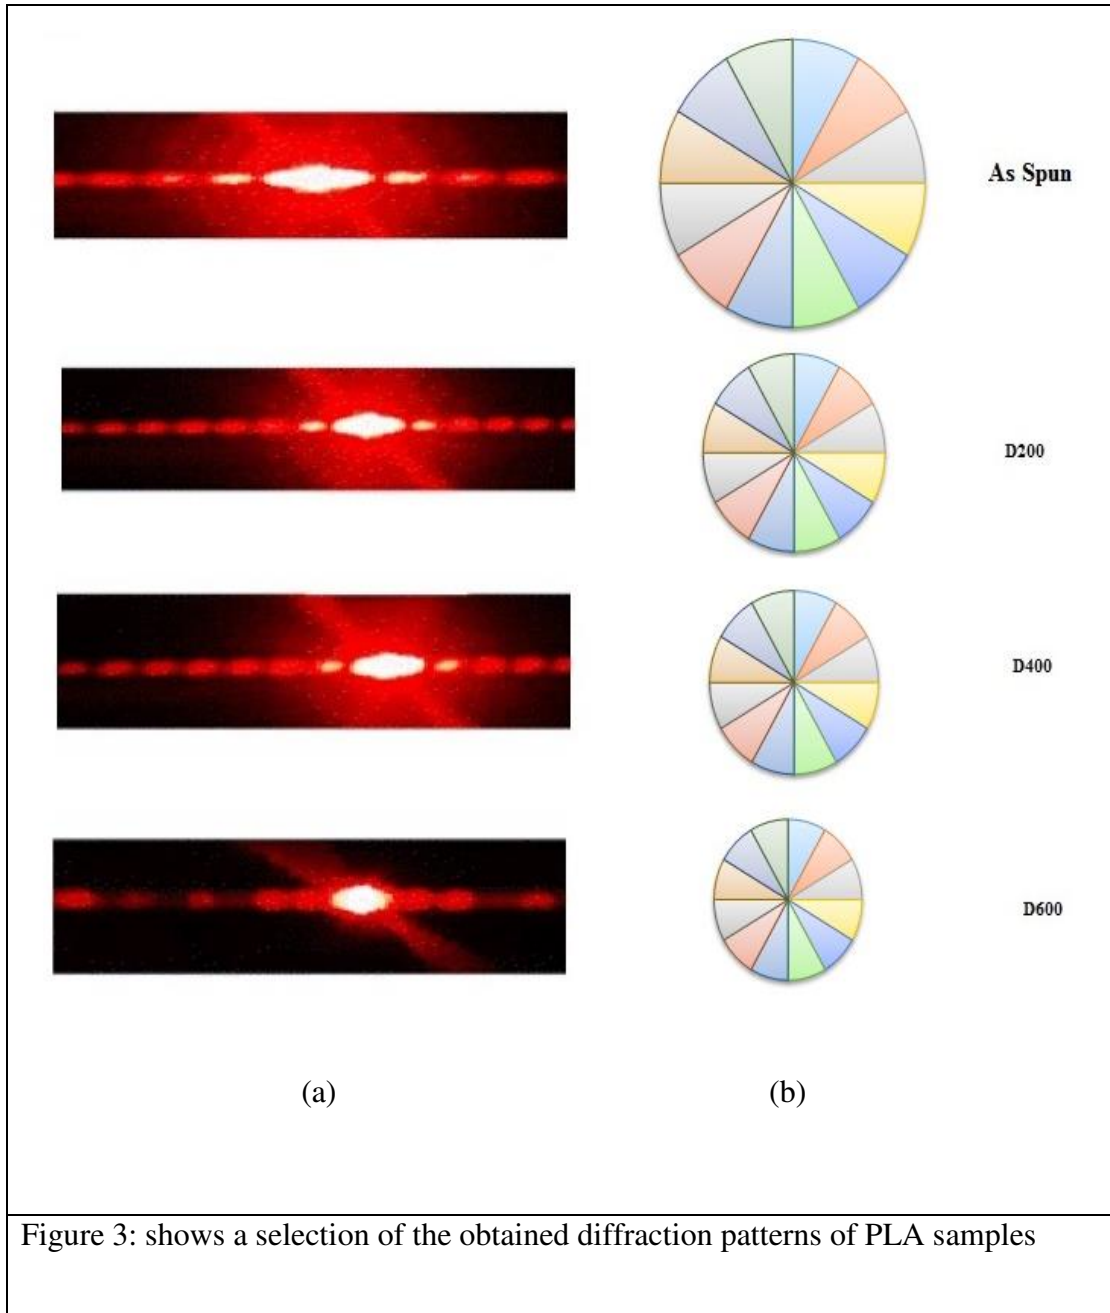 As Spun
D200
D400
D600
(a) (b)
Figure 3: shows a selection of the obtained diffraction patterns of PLA samples